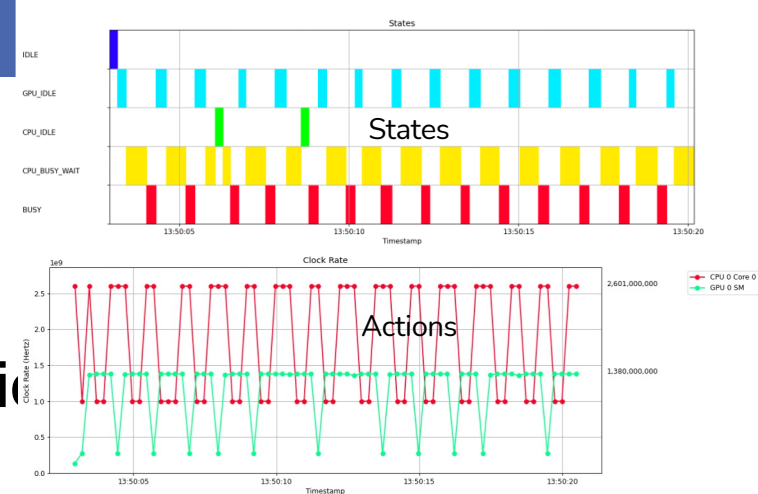 States
IDLE
GPU_IDLE
CPU_IDLE
States
CPU_BUSY_WAIT
BUSY
13:50:05 13:50:10 13:50:15 13:50:20
Timestamp
Clock Rate
1e9
2,601,000,000
CPU 0 Core 0
GPU 0 SM
2.5
2.0
Actions
Clock Rate (Hertz)
1.5
1,380,000,000
1.0
0.5
0.0
13:50:05 13:50:10 13:50:15 13:50:20
Timestamp